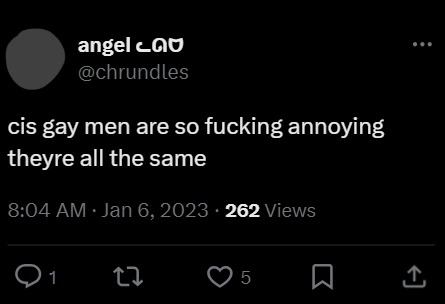 angel ᓚᘏᗢ
@chrundles
cis gay men are so fucking annoying
theyre all the same
8:04 AM · Jan 6, 2023 · 262 Views
1
5